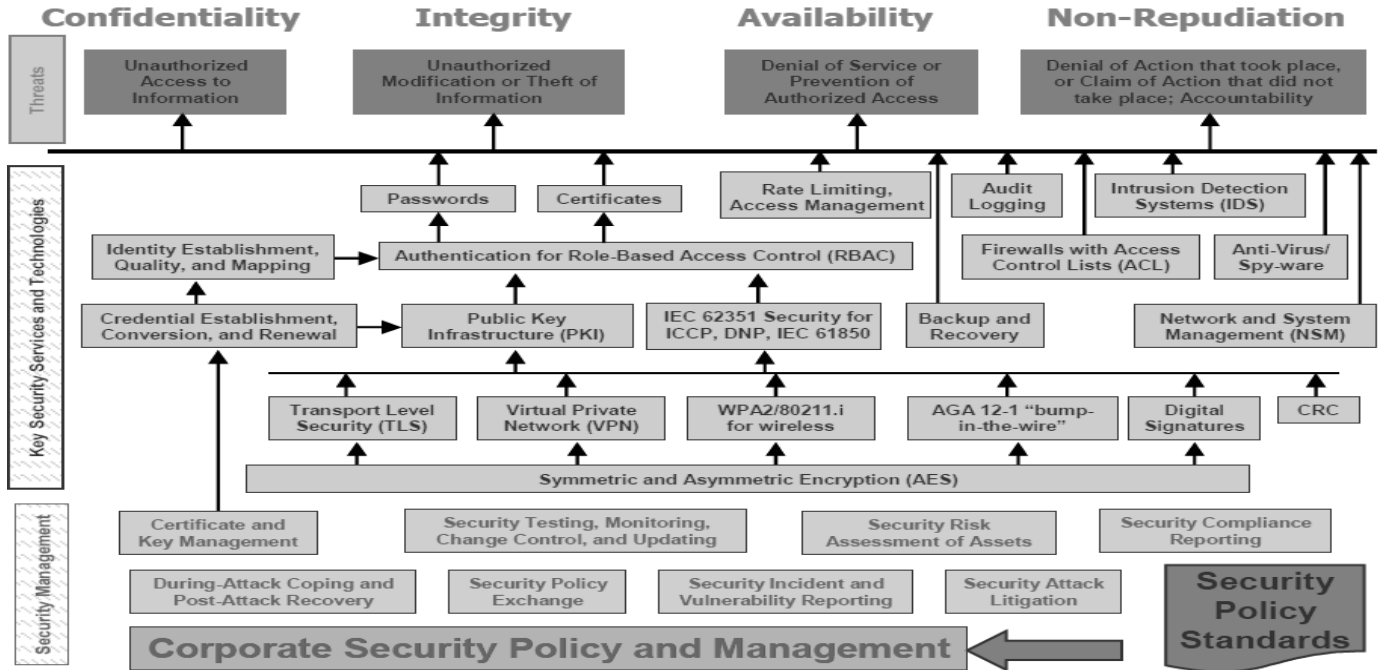 Confidentiality
Integrity
Availability
Non-Repudiation
Threats
Unauthorized
Access to
Information
Unauthorized
Modification or Theft of
Information
Denial of Service or
Prevention of
Authorized Access
Denial of Action that took place,
or Claim of Action that did not
take place; Accountability
Key Security Services and Technologies
Passwords
Certificates
Rate Limiting,
Access Management
Audit
Logging
Intrusion Detection
Systems (IDS)
Identity Establishment,
Quality, and Mapping
Authentication for Role-Based Access Control (RBAC)
Firewalls with Access
Control Lists (ACL)
Anti-Virus/
Spy-ware
Credential Establishment,
Conversion, and Renewal
Public Key
Infrastructure (PKI)
IEC 62351 Security for
ICCP, DNP, IEC 61850
Backup and
Recovery
Network and System
Management (NSM)
Transport Level
Security (TLS)
Virtual Private
Network (VPN)
WPA2/80211.i
for wireless
AGA 12-1 “bump-
in-the-wire”
Digital
Signatures
CRC
Symmetric and Asymmetric Encryption (AES)
Security Management
Certificate and
Key Management
Security Testing, Monitoring,
Change Control, and Updating
Security Risk
Assessment of Assets
Security Compliance
Reporting
During-Attack Coping and
Post-Attack Recovery
Security Policy
Exchange
Security Incident and
Vulnerability Reporting
Security Attack
Litigation
Security
Policy
Standards
Corporate Security Policy and Management